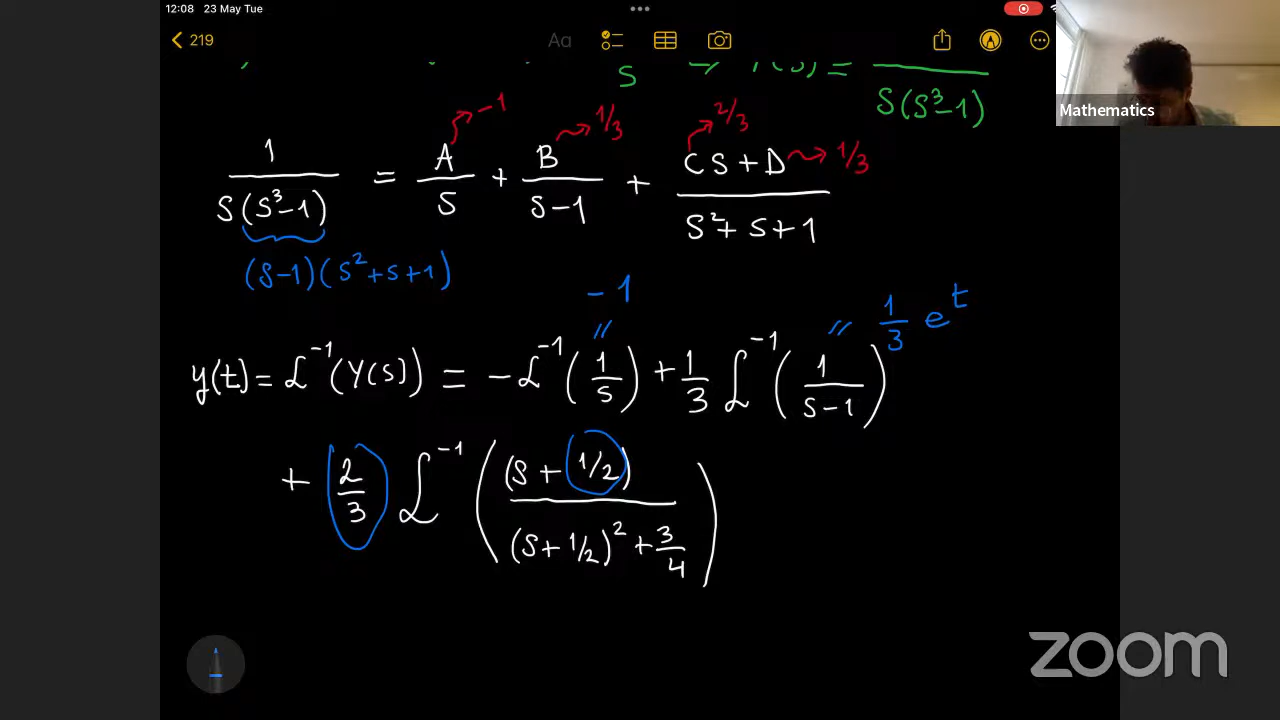 12:08 23 May Tue
219
Aa
S
S(S³-1)
Mathematics
1/(S(S³-1)) = A/S + B/(S-1) + (CS+D)/(S²+S+1)
→ -1 → 1/3 → 2/3 → 1/3
(S-1)(S²+S+1)
-1
= 1/3 e^t
y(t) = ℒ⁻¹(Y(S)) = -ℒ⁻¹(1/S) + 1/3 ℒ⁻¹(1/(S-1))
+ 2/3 ℒ⁻¹((S + 1/2)/((S+1/2)² + 3/4))
zoom